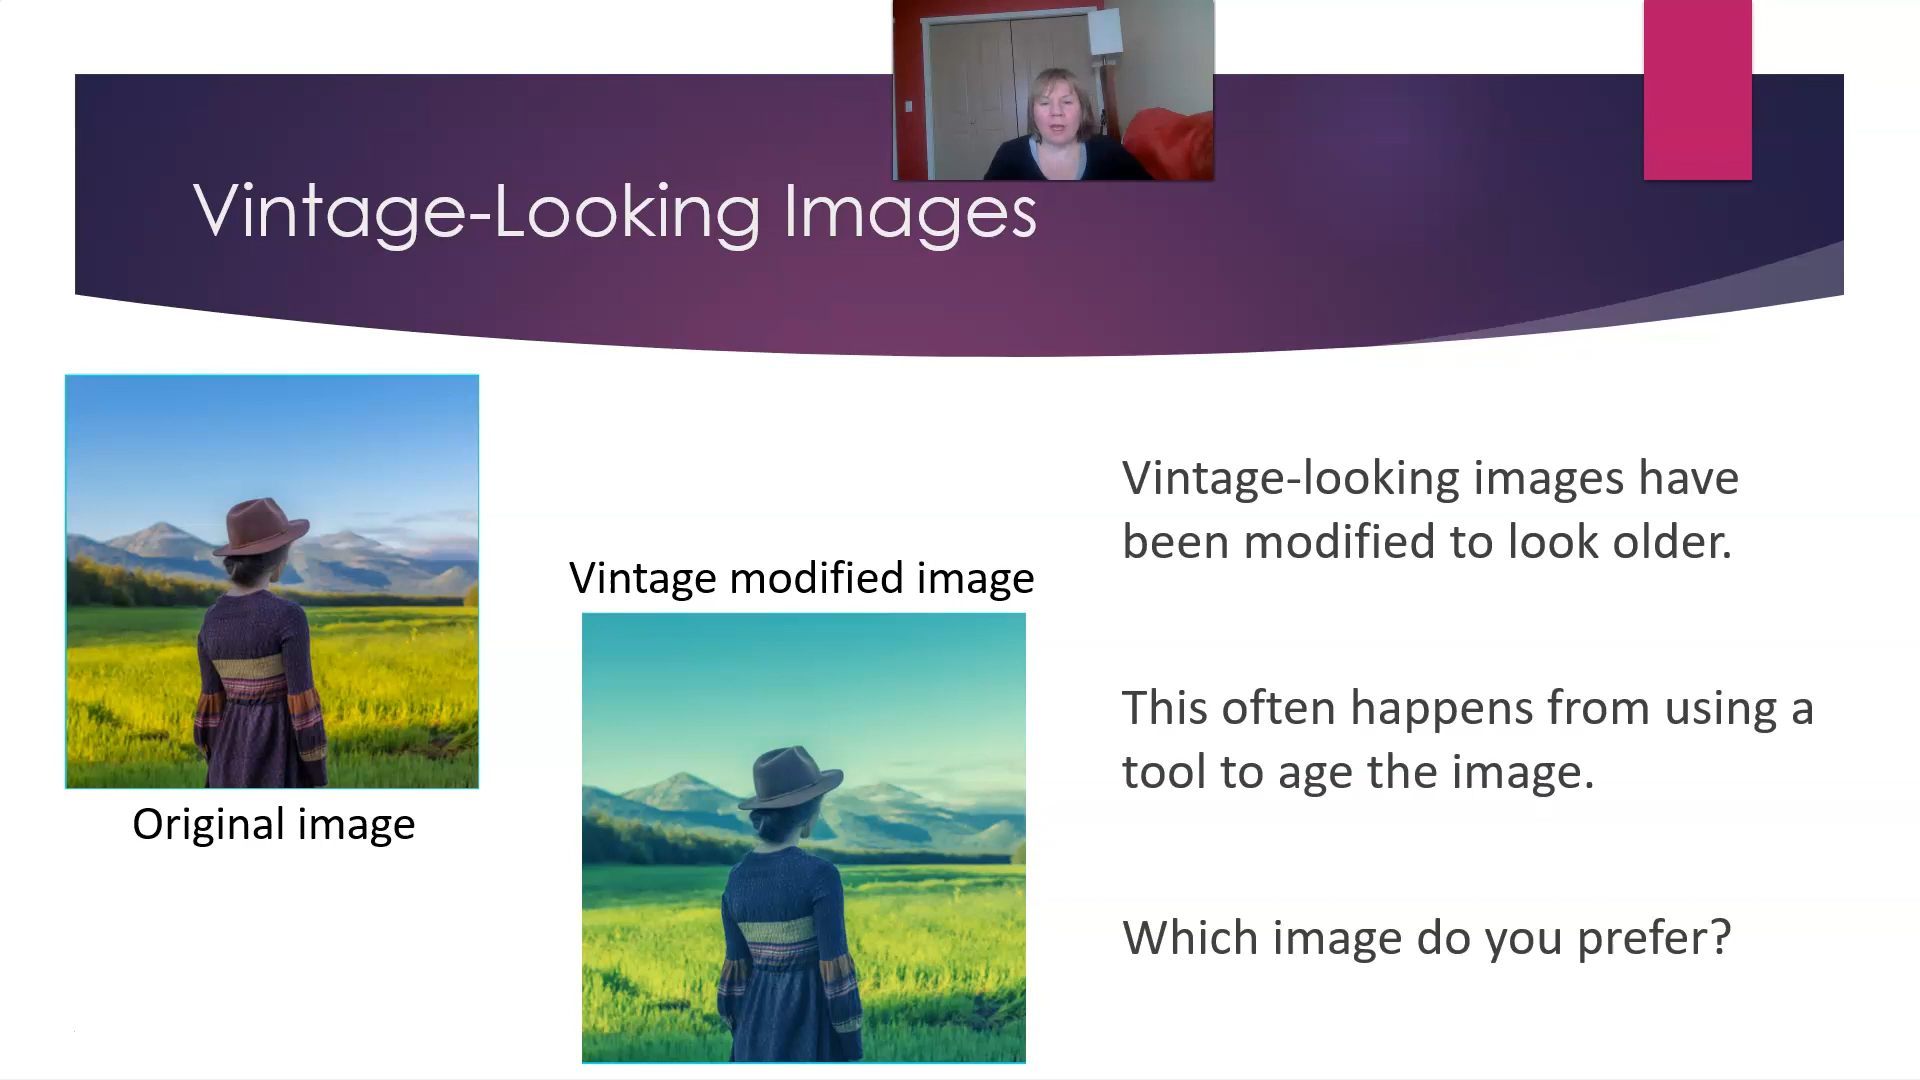 Vintage-Looking Images
Original image
Vintage modified image
Vintage-looking images have
been modified to look older.
This often happens from using a
tool to age the image.
Which image do you prefer?